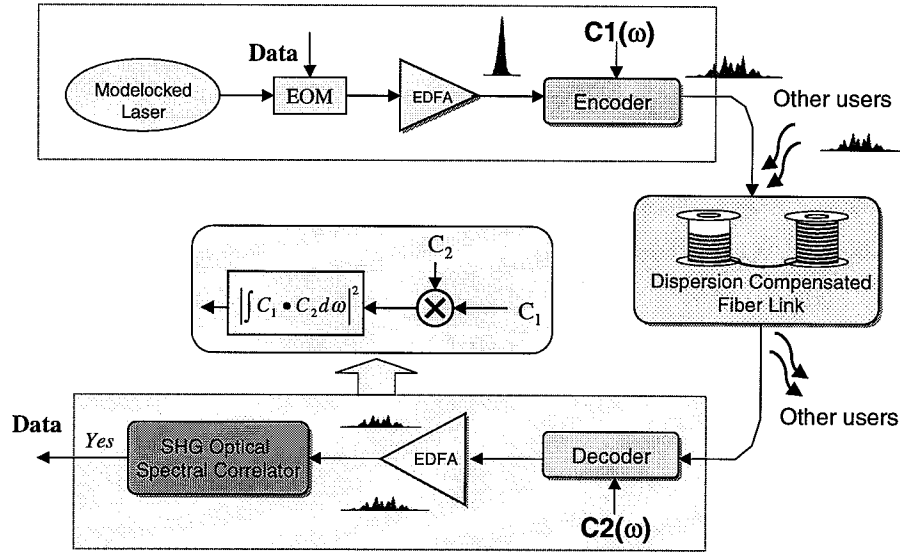 Data
C1(ω)
Modelocked
Laser
EOM
EDFA
Encoder
Other users
Dispersion Compensated
Fiber Link
C₂
|∫ C₁ • C₂ dω|²
C₁
Other users
Data
Yes
SHG Optical
Spectral Correlator
EDFA
Decoder
C2(ω)